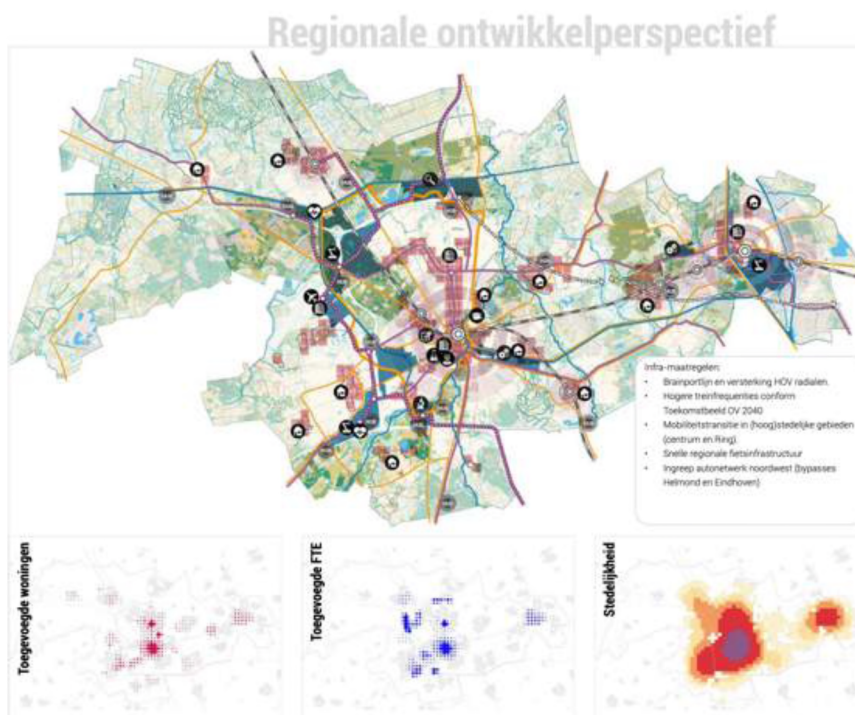 Regionale ontwikkelperspectief
Infra-maatregelen:
• Brainportlijn en versterking HOV radialen.
• Hogere treinfrequenties conform
Toekomstbeeld OV 2040
• Mobiliteitstransitie in (hoog)stedelijke gebieden
(centrum en Ring).
• Snelle regionale fietsinfrastructuur
• Ingreep autonetwerk noordwest (bypasses
Helmond en Eindhoven)
Toegevoegde woningen
Toegevoegde FTE
Stedelijkheid